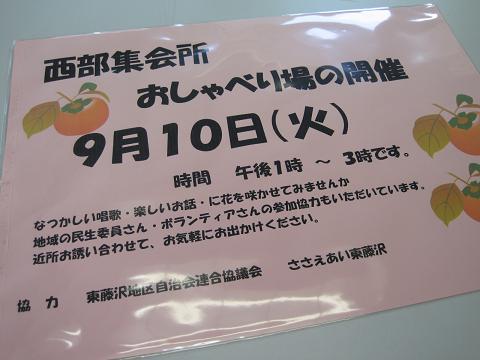 西部集会所
おしゃべり場の開催
9月10日(火)
時間 午後1時 ～ 3時です。
なつかしい唱歌・楽しいお話・に花を咲かせてみませんか
地域の民生委員さん・ボランティアさんの参加協力もいただいています。
近所お誘い合わせて、お気軽にお出かけください。
協 力 東藤沢地区自治会連合協議会 ささえあい東藤沢